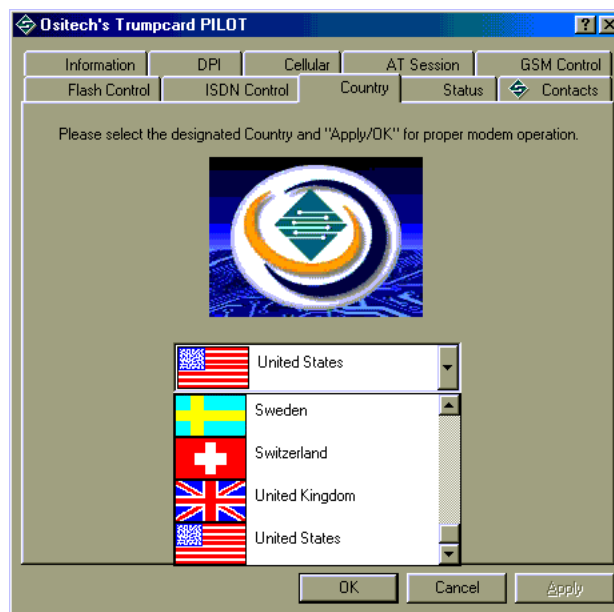 Ositech's Trumpcard PILOT
Information DPI Cellular AT Session GSM Control
Flash Control ISDN Control Country Status Contacts
Please select the designated Country and "Apply/OK" for proper modem operation.
United States
Sweden
Switzerland
United Kingdom
United States
OK Cancel Apply